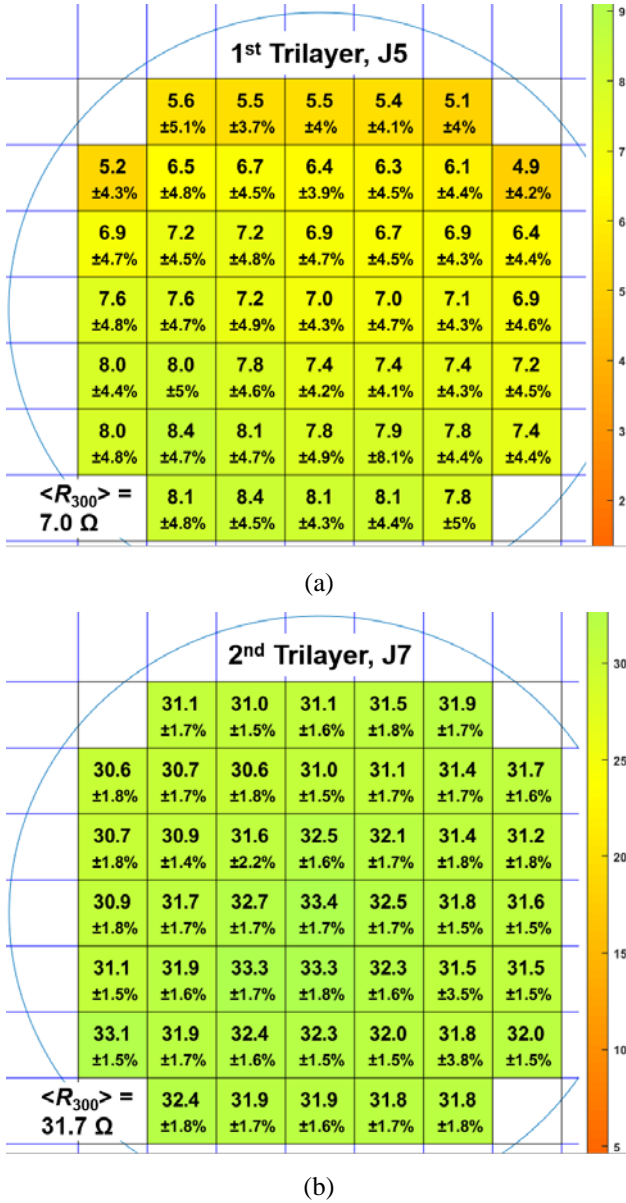 1st Trilayer, J5
5.6 5.5 5.5 5.4 5.1
±5.1% ±3.7% ±4% ±4.1% ±4%
5.2 6.5 6.7 6.4 6.3 6.1 4.9
±4.3% ±4.8% ±4.5% ±3.9% ±4.5% ±4.4% ±4.2%
6.9 7.2 7.2 6.9 6.7 6.9 6.4
±4.7% ±4.5% ±4.8% ±4.7% ±4.5% ±4.3% ±4.4%
7.6 7.6 7.2 7.0 7.0 7.1 6.9
±4.8% ±4.7% ±4.9% ±4.3% ±4.7% ±4.3% ±4.6%
8.0 8.0 7.8 7.4 7.4 7.4 7.2
±4.4% ±5% ±4.6% ±4.2% ±4.1% ±4.3% ±4.5%
8.0 8.4 8.1 7.8 7.9 7.8 7.4
±4.8% ±4.7% ±4.7% ±4.9% ±8.1% ±4.4% ±4.4%
<R300> = 8.1 8.4 8.1 8.1 7.8
7.0 Ω ±4.8% ±4.5% ±4.3% ±4.4% ±5%
9
8
7
6
5
4
3
2
(a)
2nd Trilayer, J7
31.1 31.0 31.1 31.5 31.9
±1.7% ±1.5% ±1.6% ±1.8% ±1.7%
30.6 30.7 30.6 31.0 31.1 31.4 31.7
±1.8% ±1.7% ±1.8% ±1.5% ±1.7% ±1.7% ±1.6%
30.7 30.9 31.6 32.5 32.1 31.4 31.2
±1.8% ±1.4% ±2.2% ±1.6% ±1.7% ±1.8% ±1.8%
30.9 31.7 32.7 33.4 32.5 31.8 31.6
±1.8% ±1.7% ±1.7% ±1.7% ±1.7% ±1.5% ±1.5%
31.1 31.9 33.3 33.3 32.3 31.5 31.5
±1.5% ±1.6% ±1.7% ±1.8% ±1.6% ±3.5% ±1.5%
33.1 31.9 32.4 32.3 32.0 31.8 32.0
±1.5% ±1.7% ±1.6% ±1.5% ±1.5% ±3.8% ±1.5%
<R300> = 32.4 31.9 31.9 31.8 31.8
31.7 Ω ±1.8% ±1.7% ±1.6% ±1.7% ±1.8%
30
25
20
15
10
5
(b)